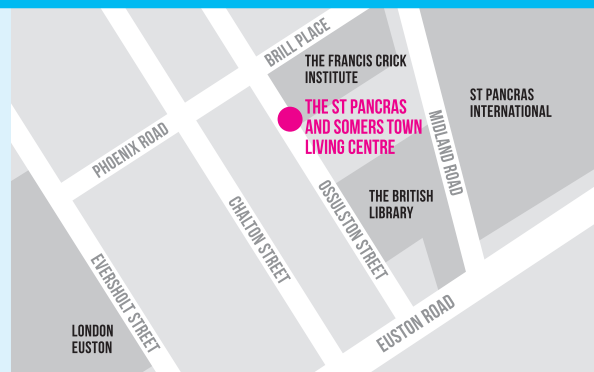 BRILL PLACE
THE FRANCIS CRICK
INSTITUTE
ST PANCRAS
INTERNATIONAL
THE ST PANCRAS
AND SOMERS TOWN
LIVING CENTRE
MIDLAND ROAD
PHOENIX ROAD
THE BRITISH
LIBRARY
OSSULSTON STREET
CHALTON STREET
EVERSHOLT STREET
EUSTON ROAD
LONDON
EUSTON